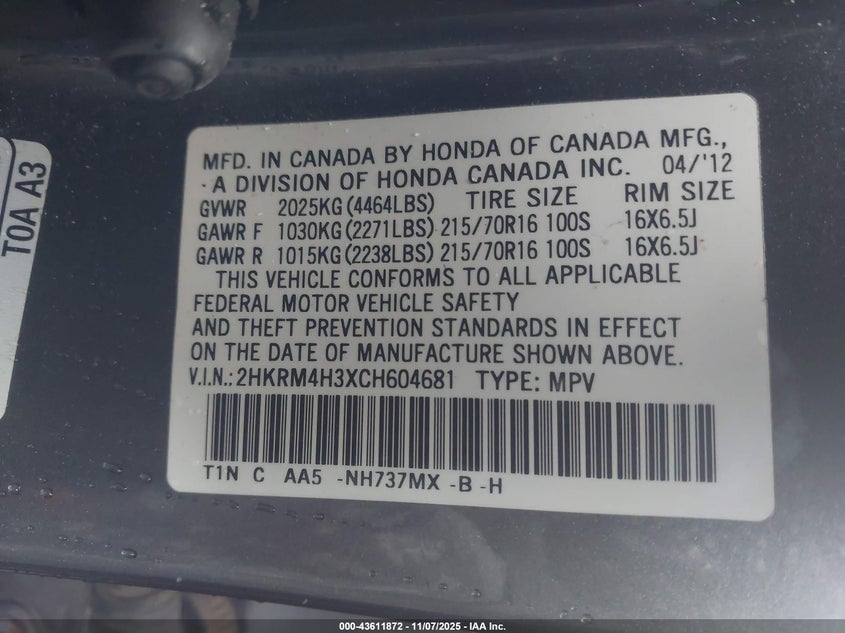 T0A A3
MFD. IN CANADA BY HONDA OF CANADA MFG.,
A DIVISION OF HONDA CANADA INC. 04/'12
GVWR 2025KG (4464LBS) TIRE SIZE RIM SIZE
GAWR F 1030KG (2271LBS) 215/70R16 100S 16X6.5J
GAWR R 1015KG (2238LBS) 215/70R16 100S 16X6.5J
THIS VEHICLE CONFORMS TO ALL APPLICABLE
FEDERAL MOTOR VEHICLE SAFETY
AND THEFT PREVENTION STANDARDS IN EFFECT
ON THE DATE OF MANUFACTURE SHOWN ABOVE.
V.I.N.: 2HKRM4H3XCH604681 TYPE: MPV
T1N C AA5 -NH737MX -B -H
000-43611872 - 11/07/2025 - IAA Inc.